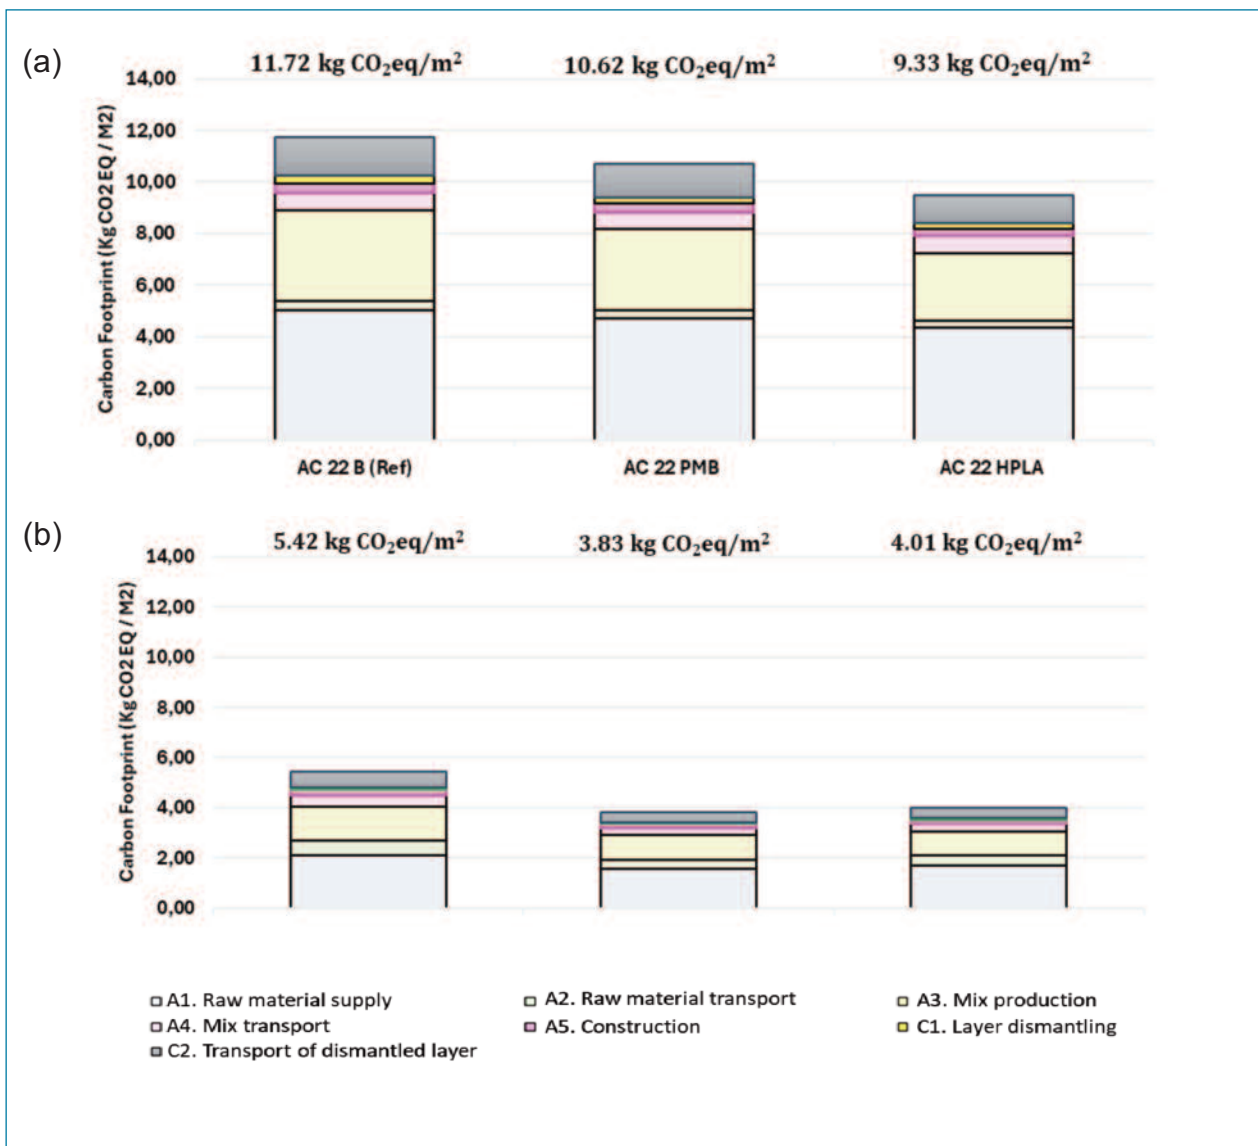 (a)
11.72 kg CO₂eq/m² 10.62 kg CO₂eq/m² 9.33 kg CO₂eq/m²
Carbon Footprint (Kg CO2 EQ / M2)
14,00
12,00
10,00
8,00
6,00
4,00
2,00
0,00
AC 22 B (Ref) AC 22 PMB AC 22 HPLA
(b)
5.42 kg CO₂eq/m² 3.83 kg CO₂eq/m² 4.01 kg CO₂eq/m²
Carbon Footprint (Kg CO2 EQ / M2)
14,00
12,00
10,00
8,00
6,00
4,00
2,00
0,00
A1. Raw material supply A2. Raw material transport A3. Mix production
A4. Mix transport A5. Construction C1. Layer dismantling
C2. Transport of dismantled layer